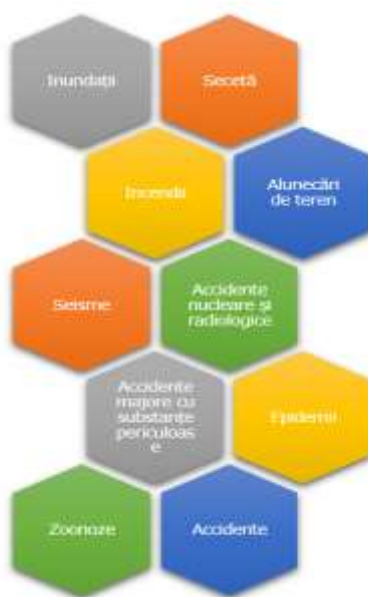 Inundații
Secetă
Incendii
Alunecări
de teren
Seisme
Accidente
nucleare și
radiologice
Accidente
majore cu
substanțe
periculoas
e
Epidemii
Zoonoze
Accidente